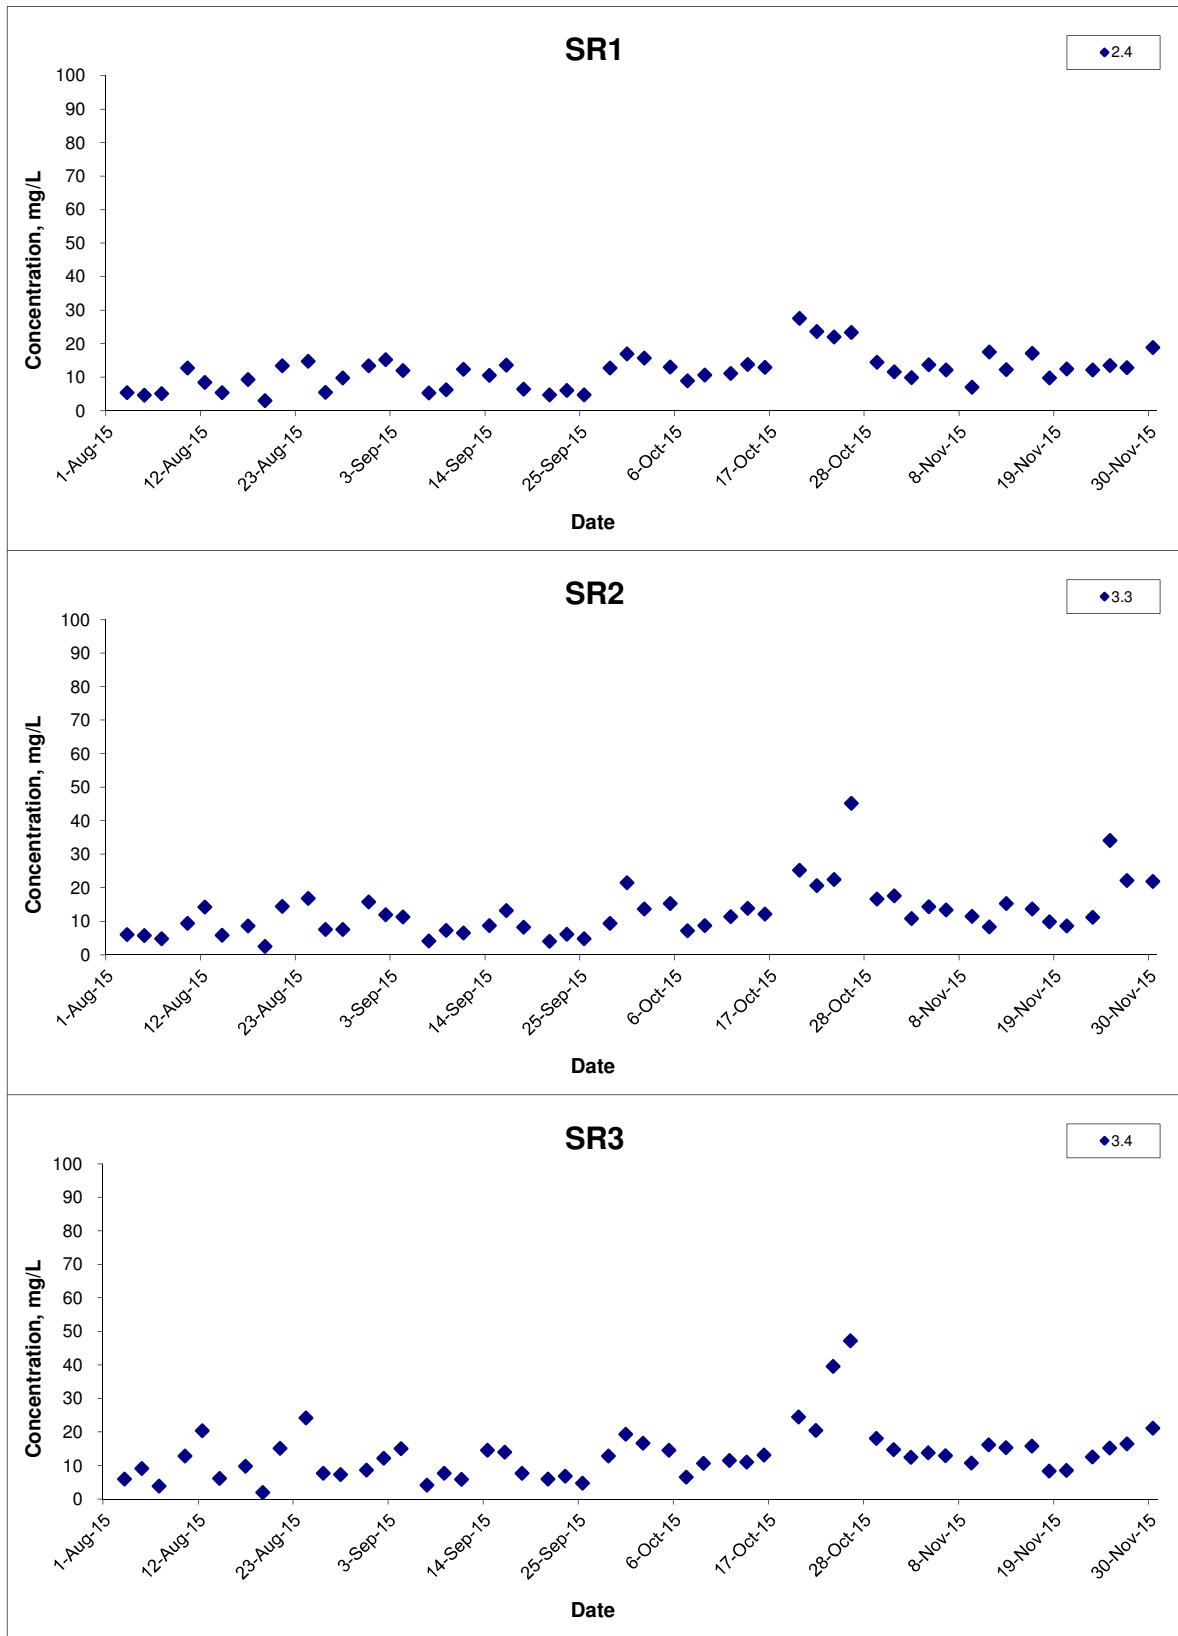 SR1
2.4
100
90
80
70
60
50
40
30
20
10
0
Concentration, mg/L
1-Aug-15
12-Aug-15
23-Aug-15
3-Sep-15
14-Sep-15
25-Sep-15
6-Oct-15
17-Oct-15
28-Oct-15
8-Nov-15
19-Nov-15
30-Nov-15
Date
SR2
3.3
100
90
80
70
60
50
40
30
20
10
0
Concentration, mg/L
1-Aug-15
12-Aug-15
23-Aug-15
3-Sep-15
14-Sep-15
25-Sep-15
6-Oct-15
17-Oct-15
28-Oct-15
8-Nov-15
19-Nov-15
30-Nov-15
Date
SR3
3.4
100
90
80
70
60
50
40
30
20
10
0
Concentration, mg/L
1-Aug-15
12-Aug-15
23-Aug-15
3-Sep-15
14-Sep-15
25-Sep-15
6-Oct-15
17-Oct-15
28-Oct-15
8-Nov-15
19-Nov-15
30-Nov-15
Date